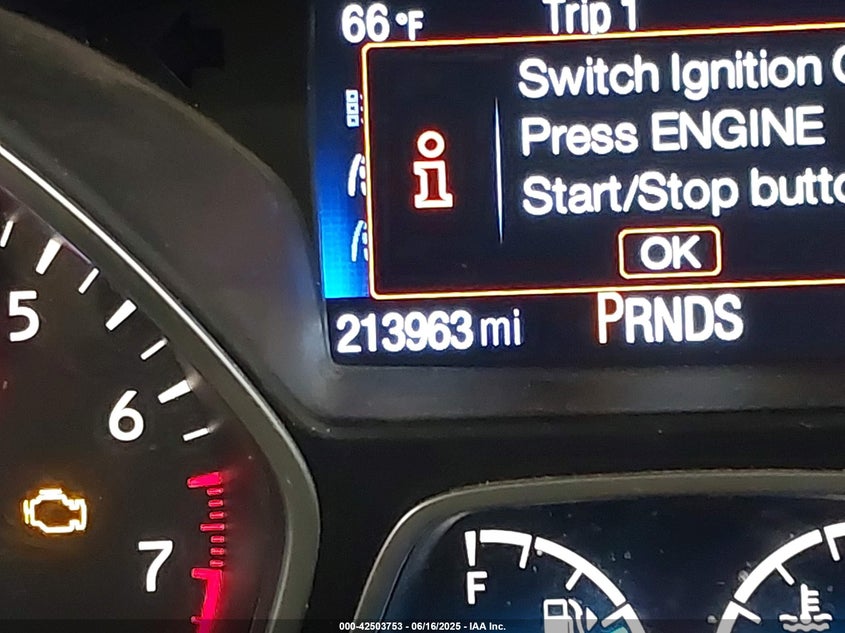 66 °F Trip 1
Switch Ignition
Press ENGINE
Start/Stop
OK
213963 mi PRNDS
5
6
7
F
000-42503753 - 06/16/2025 - IAA Inc.